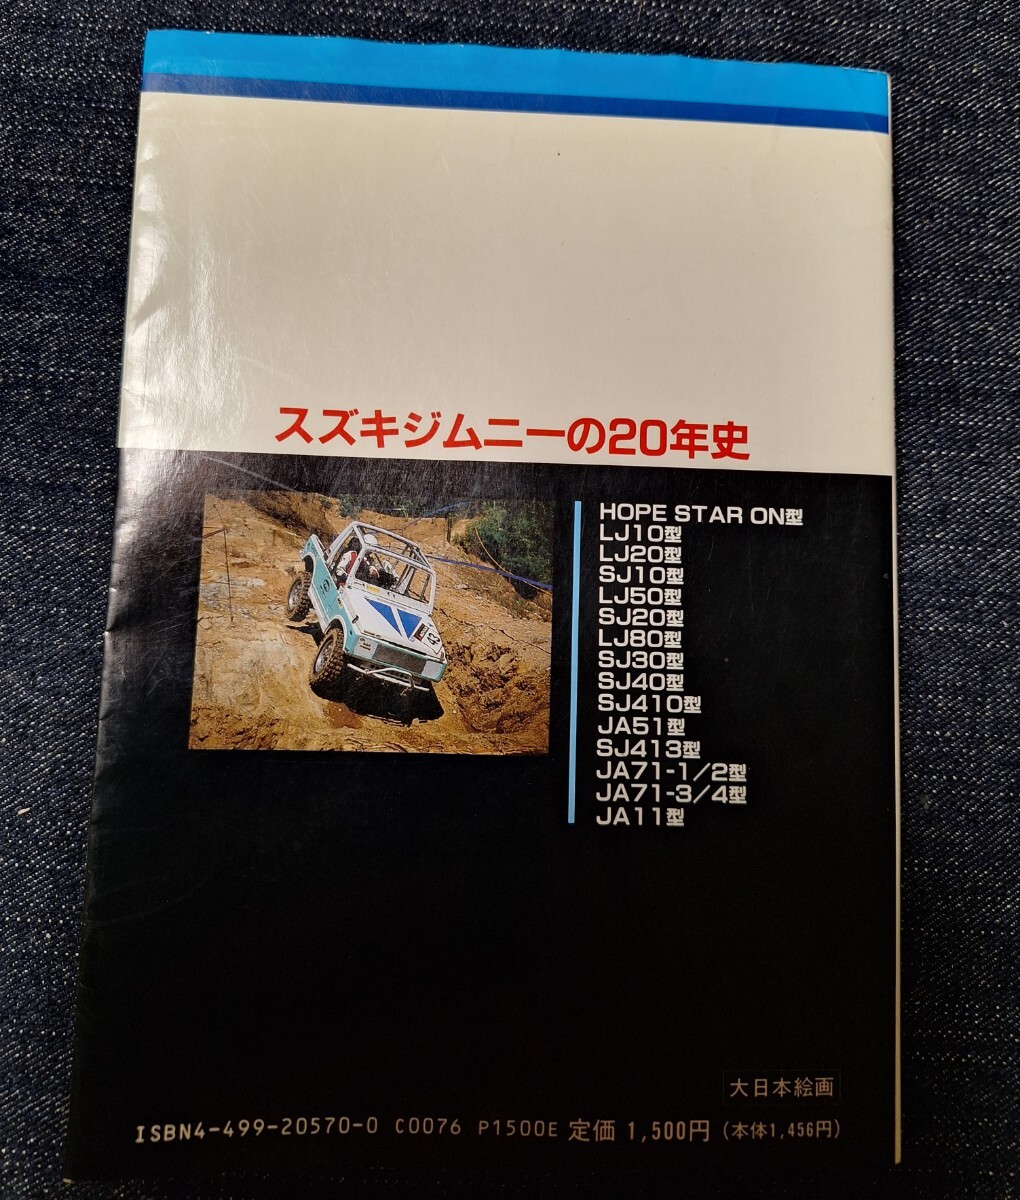 スズキジムニーの20年史
HOPE STAR ON型
LJ10型
LJ20型
SJ10型
LJ50型
SJ20型
LJ80型
SJ30型
SJ40型
SJ410型
JA51型
SJ413型
JA71-1/2型
JA71-3/4型
JA11型
43
大日本絵画
ISBN4-499-20570-0 C0076 P1500E 定価 1,500円 (本体1,456円)